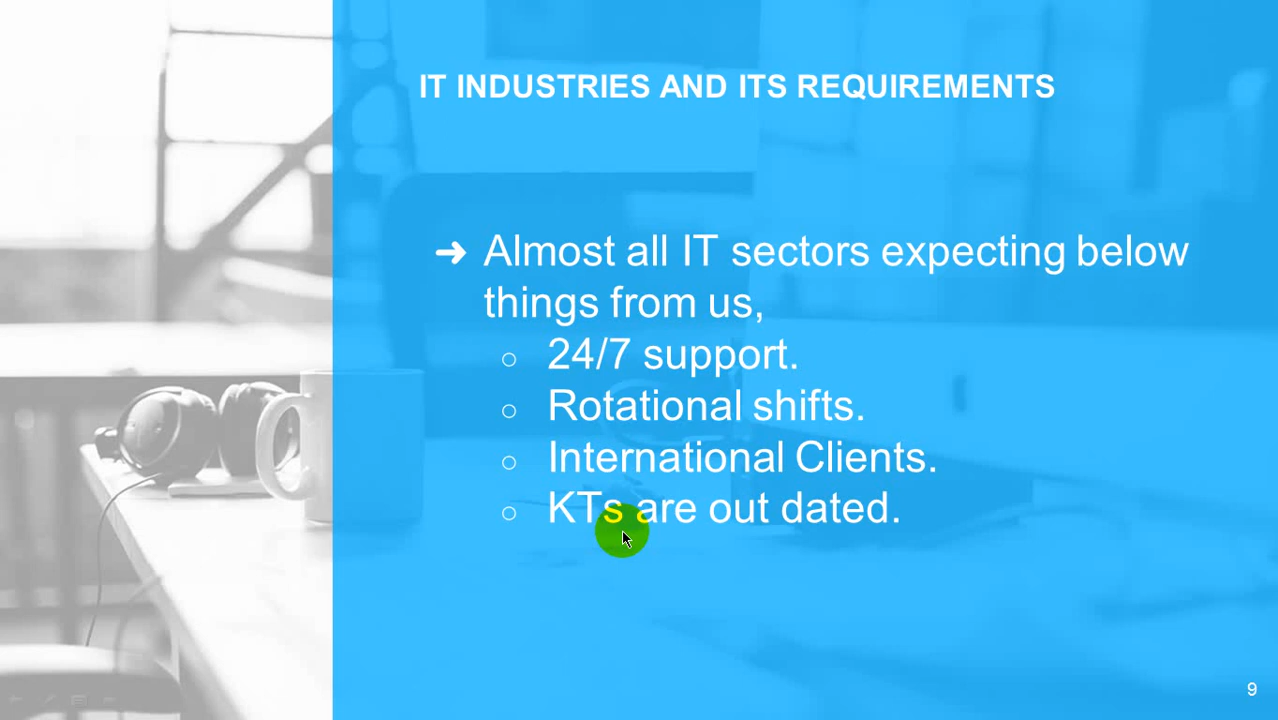 IT INDUSTRIES AND ITS REQUIREMENTS
➜ Almost all IT sectors expecting below
things from us,
○ 24/7 support.
○ Rotational shifts.
○ International Clients.
○ KTs are out dated.
9